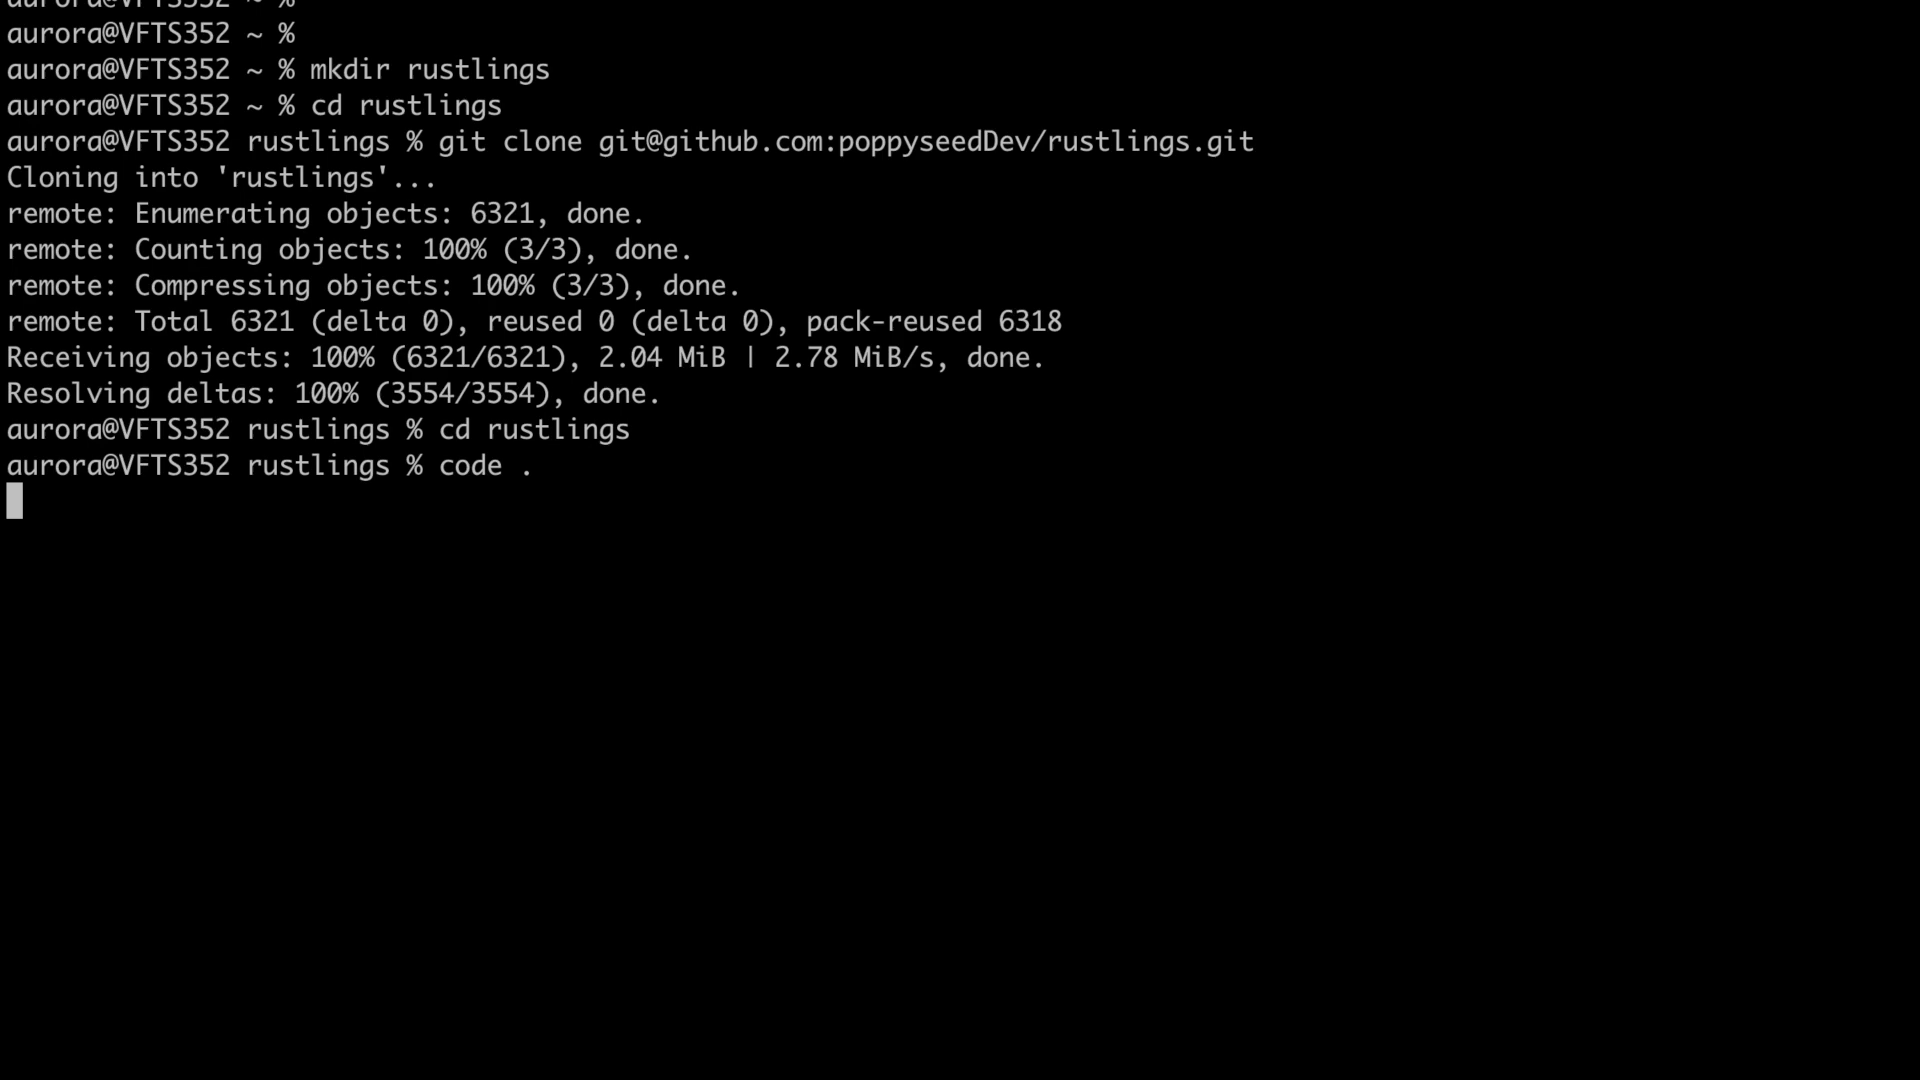 aurora@VFTS352 ~ %
aurora@VFTS352 ~ %
aurora@VFTS352 ~ % mkdir rustlings
aurora@VFTS352 ~ % cd rustlings
aurora@VFTS352 rustlings % git clone git@github.com:poppyseedDev/rustlings.git
Cloning into 'rustlings'...
remote: Enumerating objects: 6321, done.
remote: Counting objects: 100% (3/3), done.
remote: Compressing objects: 100% (3/3), done.
remote: Total 6321 (delta 0), reused 0 (delta 0), pack-reused 6318
Receiving objects: 100% (6321/6321), 2.04 MiB | 2.78 MiB/s, done.
Resolving deltas: 100% (3554/3554), done.
aurora@VFTS352 rustlings % cd rustlings
aurora@VFTS352 rustlings % code .